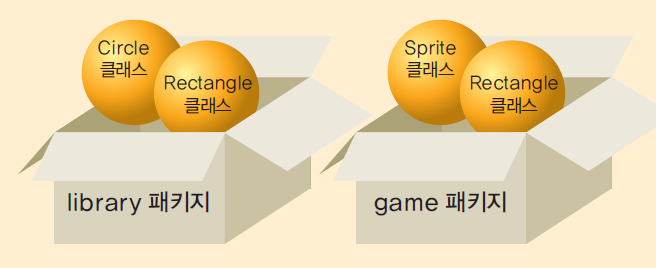 Circle
클래스
Rectangle
클래스
library 패키지
Sprite
클래스
Rectangle
클래스
game 패키지